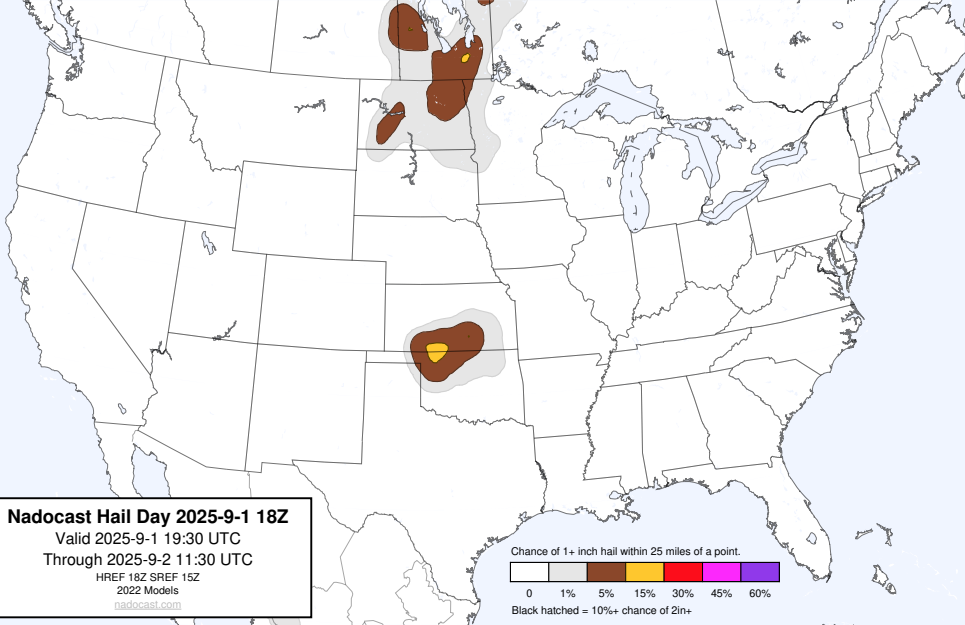 Nadocast Hail Day 2025-9-1 18Z
Valid 2025-9-1 19:30 UTC
Through 2025-9-2 11:30 UTC
HREF 18Z SREF 15Z
2022 Models
nadocast.com
Chance of 1+ inch hail within 25 miles of a point.
0 1% 5% 15% 30% 45% 60%
Black hatched = 10%+ chance of 2in+